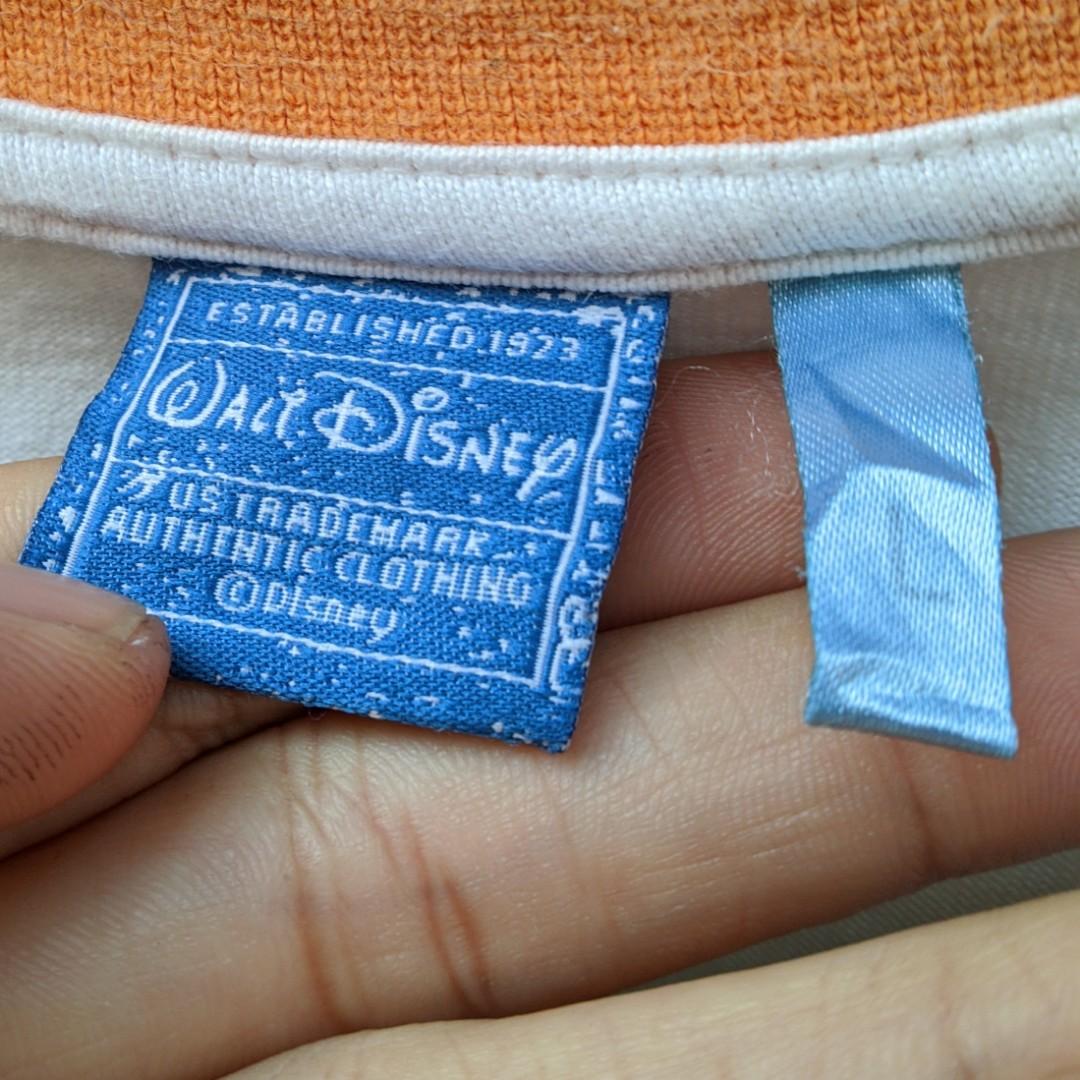 ESTABLISHED.1923
WALT DISNEY
US TRADEMARK
AUTHENTIC CLOTHING
©Disney
L